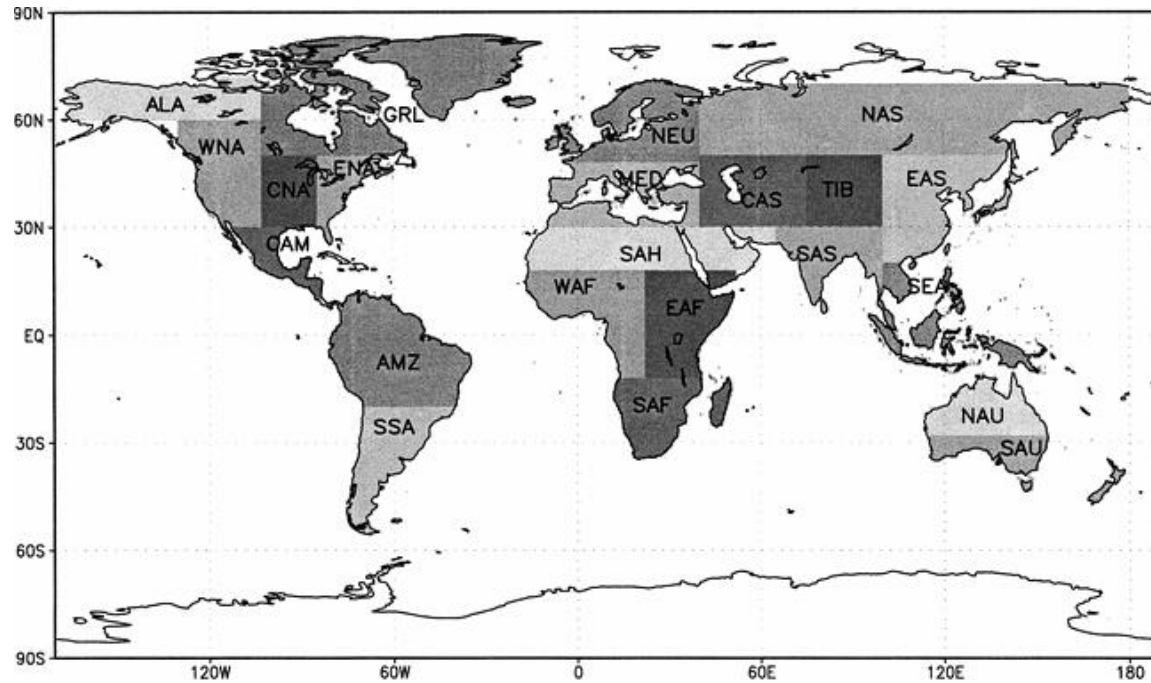 90N
ALA
GRL
NAS
60N
WNA
NEU
ENA
MED
CNA
CAS
TIB
EAS
30N
CAM
SAH
SAS
WAF
SEA
EAF
EQ
AMZ
SAF
SSA
NAU
30S
SAU
60S
90S
120W
60W
0
60E
120E
180